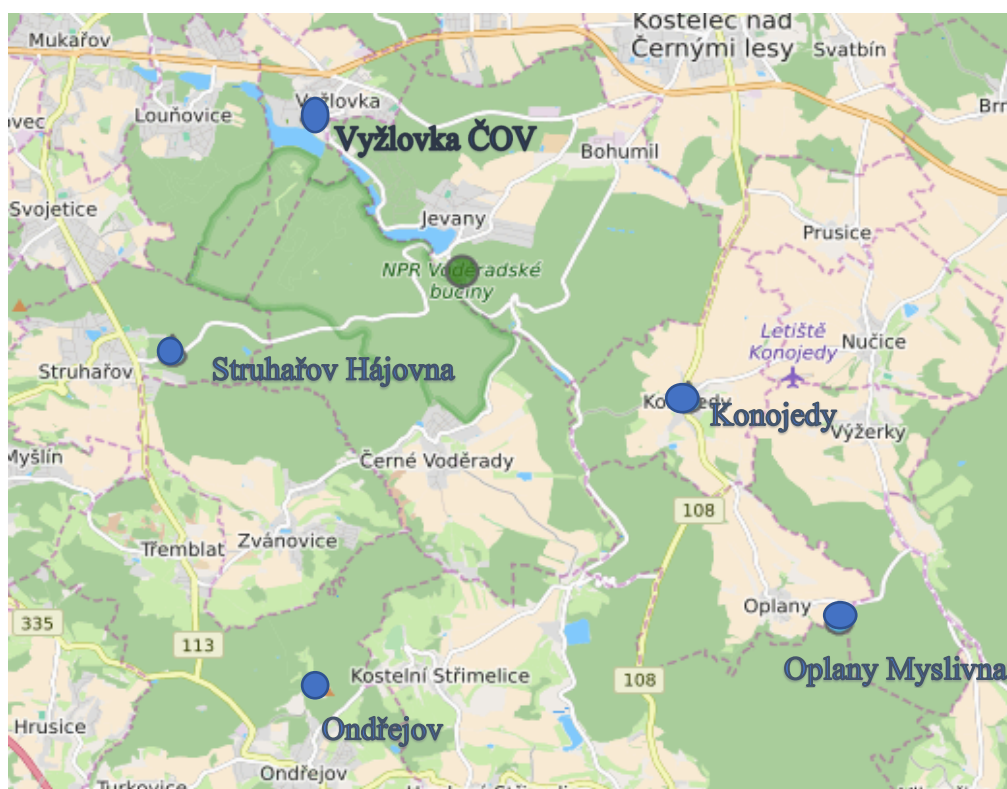 Kostelec nad
Černými lesy
Mukařov
Svatbín
Louňovice
Vyžlovka ČOV
Bohumil
Svojetice
Jevany
Prusice
NPR Voděradské
bučiny
Letiště
Konojedy
Nučice
Struhařov
Struhařov Hájovna
Konojedy
Výžerky
Myšlín
Černé Voděrady
108
Třemblat
Zvánovice
Oplany
335
113
Kostelní Střimelice
108
Oplany Myslivna
Hrusice
Ondřejov
Ondřejov